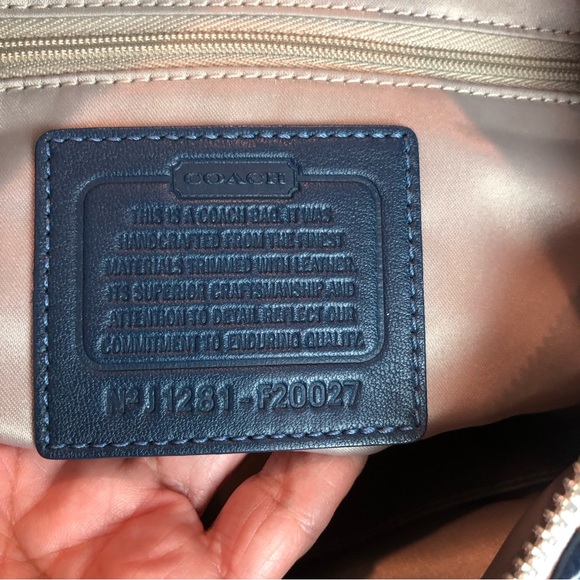 COACH
THIS IS A COACH BAG. IT WAS
HANDCRAFTED FROM THE FINEST
MATERIALS TRIMMED WITH LEATHER.
ITS SUPERIOR CRAFTSMANSHIP AND
ATTENTION TO DETAIL REFLECT OUR
COMMITMENT TO ENDURING QUALITY.
Nº J1281-F20027